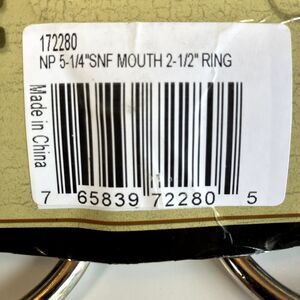 172280
NP 5-1/4"SNF MOUTH 2-1/2" RING
Made in China
7 65839 72280 5